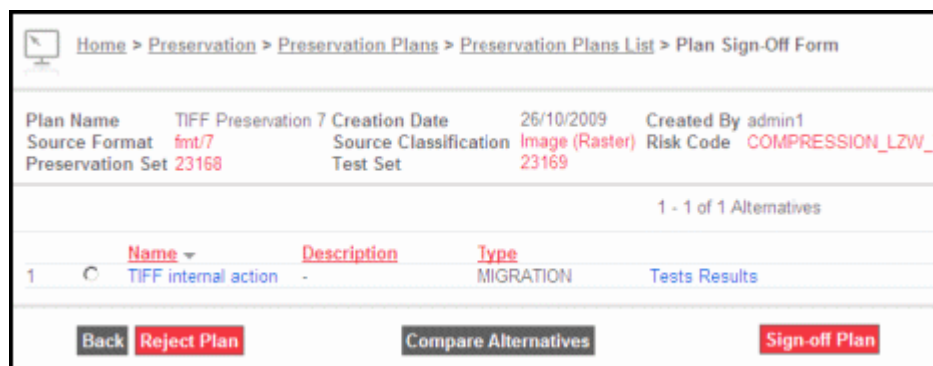 Home > Preservation > Preservation Plans > Preservation Plans List > Plan Sign-Off Form
Plan Name TIFF Preservation 7 Creation Date 26/10/2009 Created By admin1
Source Format fmt/7 Source Classification Image (Raster) Risk Code COMPRESSION_LZW_
Preservation Set 23168 Test Set 23169
1 - 1 of 1 Alternatives
Name Description Type
1 TIFF internal action - MIGRATION Tests Results
Back Reject Plan Compare Alternatives Sign-off Plan